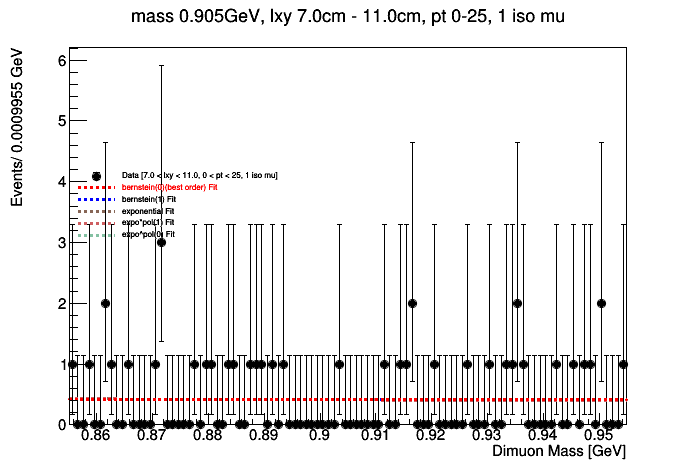 mass 0.905GeV, lxy 7.0cm - 11.0cm, pt 0-25, 1 iso mu
Events/ 0.0009955 GeV
6
5
4
3
2
1
0
Data [7.0 < lxy < 11.0, 0 < pt < 25, 1 iso mu]
bernstein(0)(best order) Fit
bernstein(1) Fit
exponential Fit
expo*pol(1) Fit
expo^pol(0) Fit
0.86 0.87 0.88 0.89 0.9 0.91 0.92 0.93 0.94 0.95
Dimuon Mass [GeV]